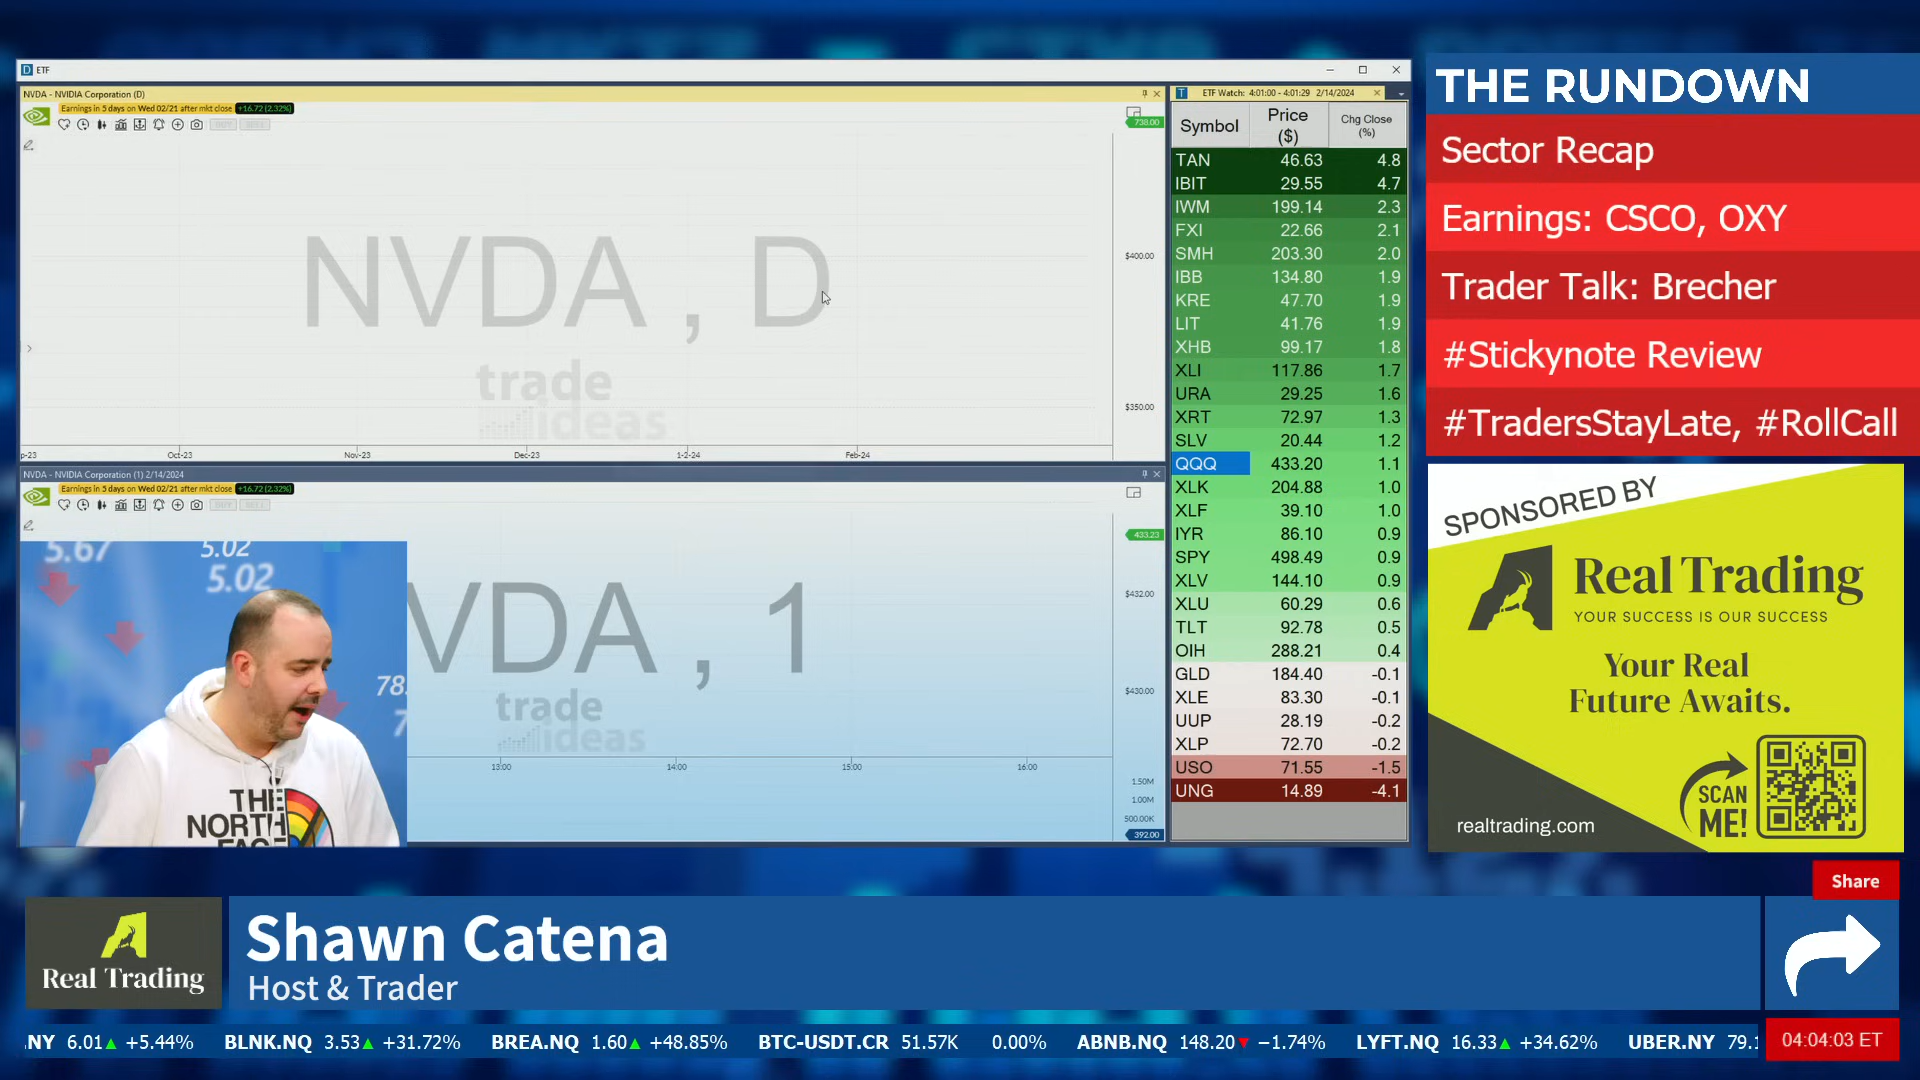 ETF
NVDA - NVIDIA Corporation (D)
Earnings in 5 days on Wed 02/21 after mkt close +16.72 (2.32%)
738.00
NVDA , D
trade
ideas
$400.00
$350.00
p-23 Oct-23 Nov-23 Dec-23 1-2-24 Feb-24
NVDA - NVIDIA Corporation (1) 2/14/2024
Earnings in 5 days on Wed 02/21 after mkt close +16.72 (2.32%)
433.23
5.67 5.02
5.02
78.
7
VDA , 1
trade
ideas
$432.00
$430.00
13:00 14:00 15:00 16:00
1.50M
1.00M
500.00K
392.00
THE
NORTH
FACE
ETF Watch: 4:01:00 - 4:01:29 2/14/2024
Symbol Price ($) Chg Close (%)
TAN 46.63 4.8
IBIT 29.55 4.7
IWM 199.14 2.3
FXI 22.66 2.1
SMH 203.30 2.0
IBB 134.80 1.9
KRE 47.70 1.9
LIT 41.76 1.9
XHB 99.17 1.8
XLI 117.86 1.7
URA 29.25 1.6
XRT 72.97 1.3
SLV 20.44 1.2
QQQ 433.20 1.1
XLK 204.88 1.0
XLF 39.10 1.0
IYR 86.10 0.9
SPY 498.49 0.9
XLV 144.10 0.9
XLU 60.29 0.6
TLT 92.78 0.5
OIH 288.21 0.4
GLD 184.40 -0.1
XLE 83.30 -0.1
UUP 28.19 -0.2
XLP 72.70 -0.2
USO 71.55 -1.5
UNG 14.89 -4.1
THE RUNDOWN
Sector Recap
Earnings: CSCO, OXY
Trader Talk: Brecher
#Stickynote Review
#TradersStayLate, #RollCall
SPONSORED BY
Real Trading
YOUR SUCCESS IS OUR SUCCESS
Your Real
Future Awaits.
SCAN
ME!
realtrading.com
Share
Real Trading
Shawn Catena
Host & Trader
.NY 6.01▲ +5.44% BLNK.NQ 3.53▲ +31.72% BREA.NQ 1.60▲ +48.85% BTC-USDT.CR 51.57K 0.00% ABNB.NQ 148.20▼ −1.74% LYFT.NQ 16.33▲ +34.62% UBER.NY 79.1
04:04:03 ET